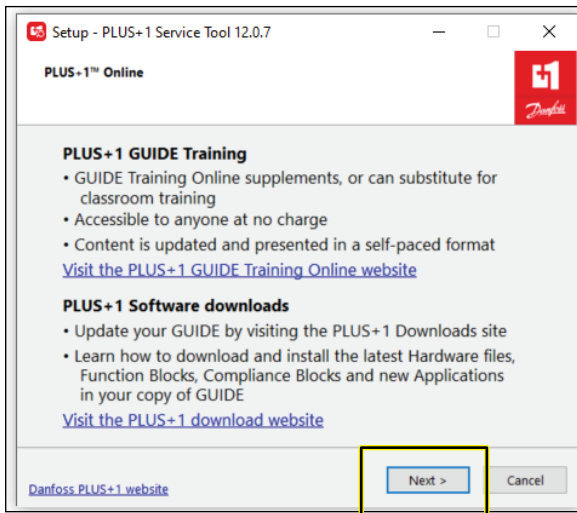 Setup - PLUS+1 Service Tool 12.0.7
PLUS+1™ Online
Danfoss
PLUS+1 GUIDE Training
• GUIDE Training Online supplements, or can substitute for
classroom training
• Accessible to anyone at no charge
• Content is updated and presented in a self-paced format
Visit the PLUS+1 GUIDE Training Online website
PLUS+1 Software downloads
• Update your GUIDE by visiting the PLUS+1 Downloads site
• Learn how to download and install the latest Hardware files,
Function Blocks, Compliance Blocks and new Applications
in your copy of GUIDE
Visit the PLUS+1 download website
Danfoss PLUS+1 website
Next >
Cancel